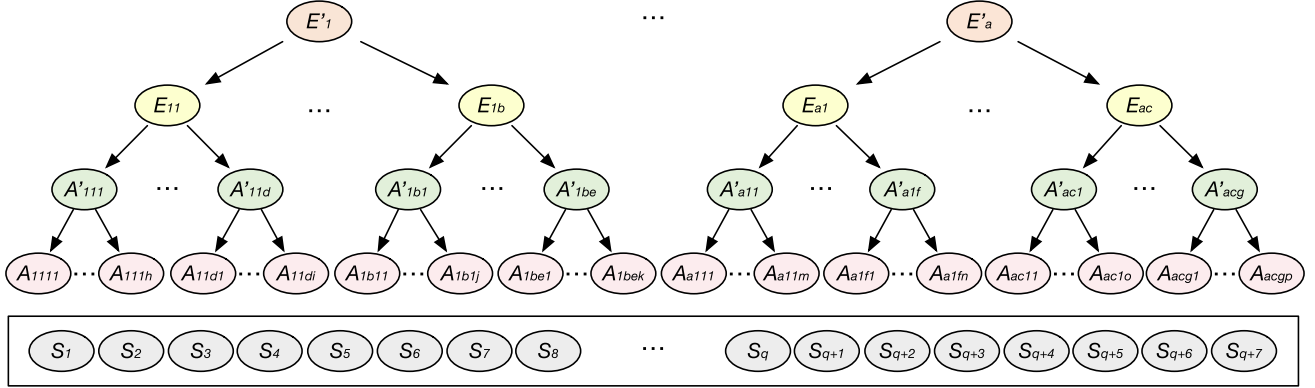 E'1 ... E'a
E11 ... E1b Ea1 ... Eac
A'111 ... A'11d A'1b1 ... A'1be A'a11 ... A'a1f A'ac1 ... A'acg
A1111 ... A111h A11d1 ... A11di A1b11 ... A1b1j A1be1 ... A1bek Aa111 ... Aa11m Aa1f1 ... Aa1fn Aac11 ... Aac1o Aacg1 ... Aacgp
S1 S2 S3 S4 S5 S6 S7 S8 ... Sq Sq+1 Sq+2 Sq+3 Sq+4 Sq+5 Sq+6 Sq+7